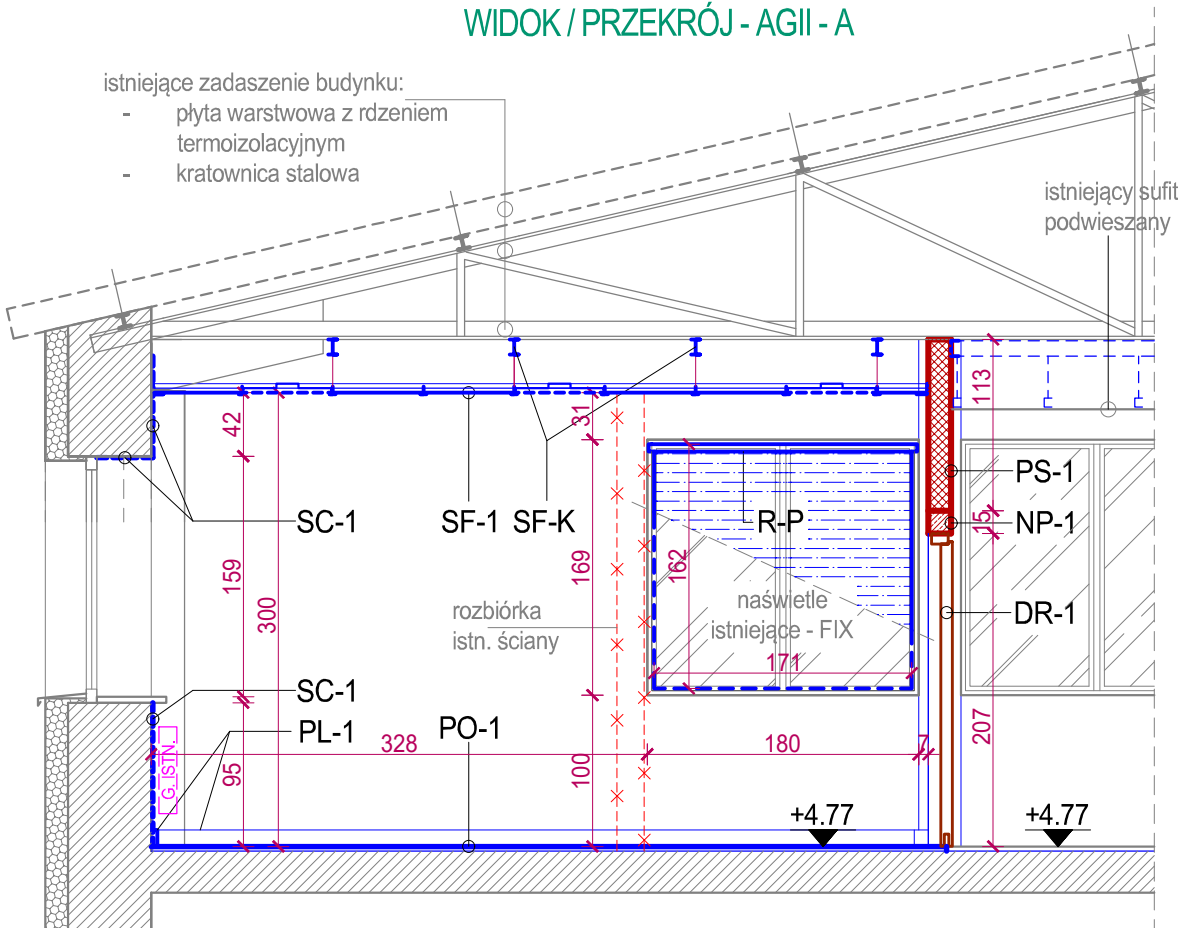 WIDOK / PRZEKRÓJ - AGII - A
istniejące zadaszenie budynku:
- płyta warstwowa z rdzeniem
termoizolacyjnym
- kratownica stalowa
istniejący sufit
podwieszany
42
31
113
PS-1
SC-1
SF-1 SF-K
R-P
15
NP-1
159
300
169
162
rozbiórka
istn. ściany
naświetle
istniejące - FIX
DR-1
171
SC-1
PL-1
PO-1
G. ISTN.
328
180
7
207
95
100
+4.77
+4.77